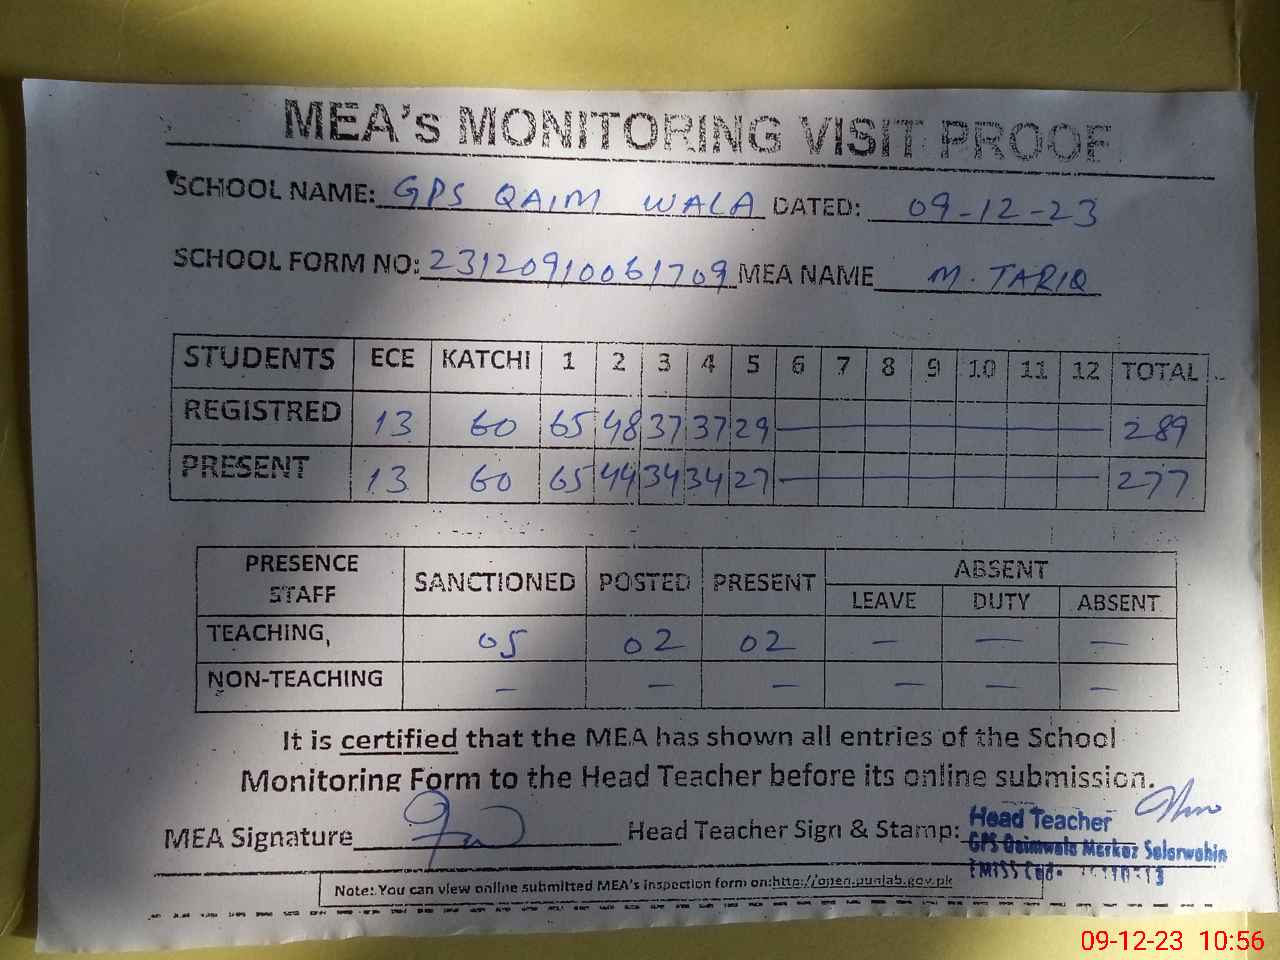 MEA's MONITORING VISIT PROOF
SCHOOL NAME: GPS QAIM WALA DATED: 09-12-23
SCHOOL FORM NO: 23120910061709 MEA NAME M. TARIQ
STUDENTS ECE KATCHI 1 2 3 4 5 6 7 8 9 10 11 12 TOTAL
REGISTRED 13 60 65 48 37 37 29 — 289
PRESENT 13 60 65 44 34 34 27 — 277
PRESENCE STAFF SANCTIONED POSTED PRESENT ABSENT
LEAVE DUTY ABSENT
TEACHING, 05 02 02 — — —
NON-TEACHING — — — — — —
It is certified that the MEA has shown all entries of the School
Monitoring Form to the Head Teacher before its online submission.
MEA Signature Head Teacher Sign & Stamp: Head Teacher
GPS Qaimwala Merkaz
Note: You can view online submitted MEA's inspection form on:http://open.punjab.gov.pk
09-12-23 10:56